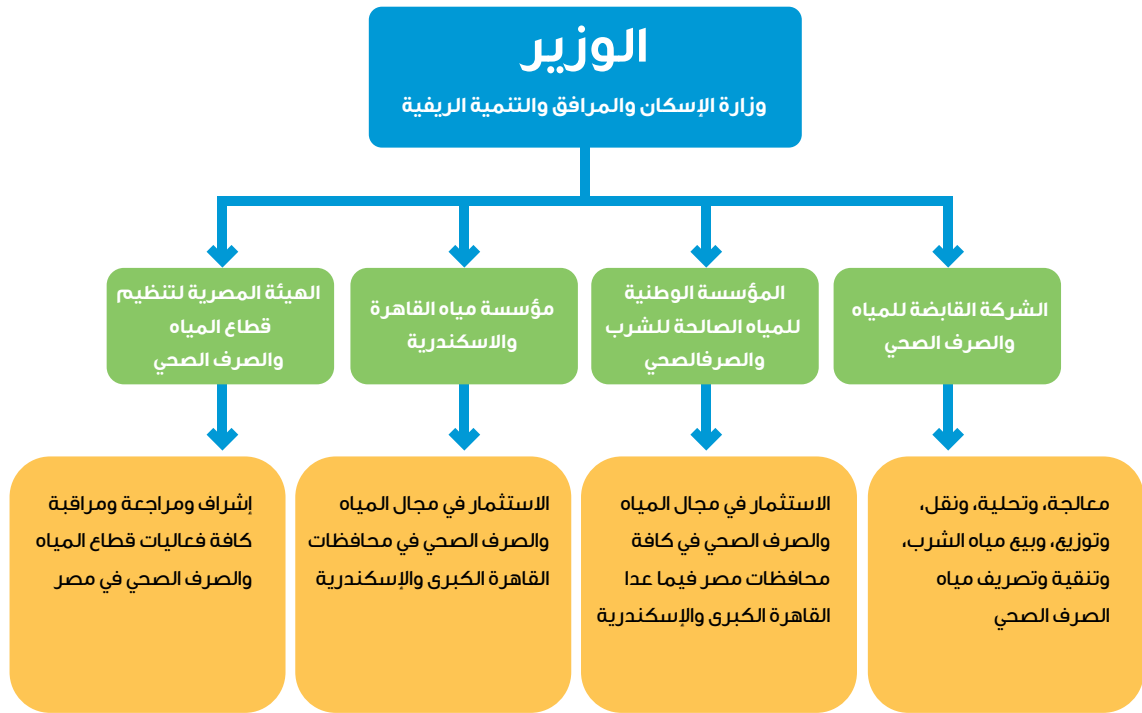 الوزير
وزارة الإسكان والمرافق والتنمية الريفية
الشركة القابضة للمياه
والصرف الصحي
المؤسسة الوطنية
للمياه الصالحة للشرب
والصرفالصحي
مؤسسة مياه القاهرة
والاسكندرية
الهيئة المصرية لتنظيم
قطاع المياه
والصرف الصحي
معالجة، وتحلية، ونقل،
وتوزيع، وبيع مياه الشرب،
وتنقية وتصريف مياه
الصرف الصحي
الاستثمار في مجال المياه
والصرف الصحي في كافة
محافظات مصر فيما عدا
القاهرة الكبرى والإسكندرية
الاستثمار في مجال المياه
والصرف الصحي في محافظات
القاهرة الكبرى والإسكندرية
إشراف ومراجعة ومراقبة
كافة فعاليات قطاع المياه
والصرف الصحي في مصر